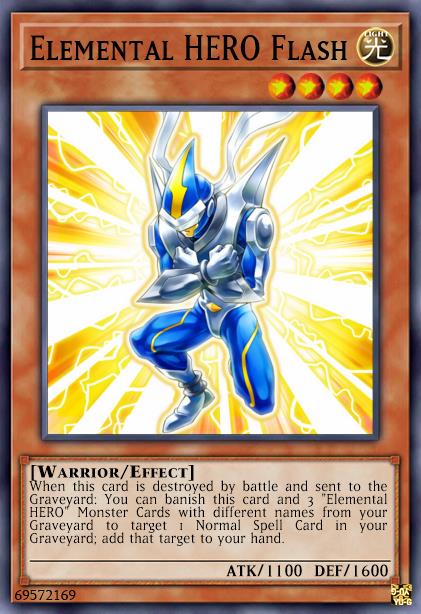 Elemental HERO Flash
LIGHT
光
[Warrior/Effect]
When this card is destroyed by battle and sent to the
Graveyard: You can banish this card and 3 "Elemental
HERO" Monster Cards with different names from your
Graveyard to target 1 Normal Spell Card in your
Graveyard; add that target to your hand.
ATK/1100 DEF/1600
69572169